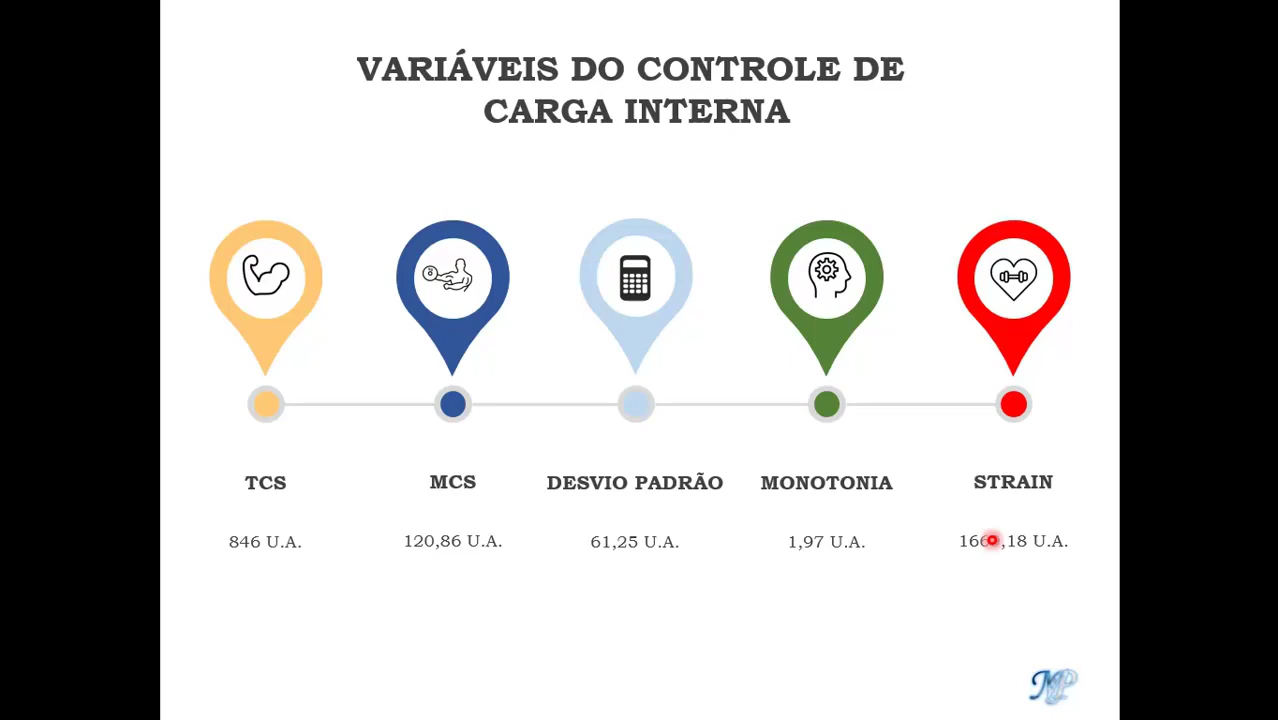 VARIÁVEIS DO CONTROLE DE
CARGA INTERNA
TCS
MCS
DESVIO PADRÃO
MONOTONIA
STRAIN
846 U.A.
120,86 U.A.
61,25 U.A.
1,97 U.A.
U.A.
MP